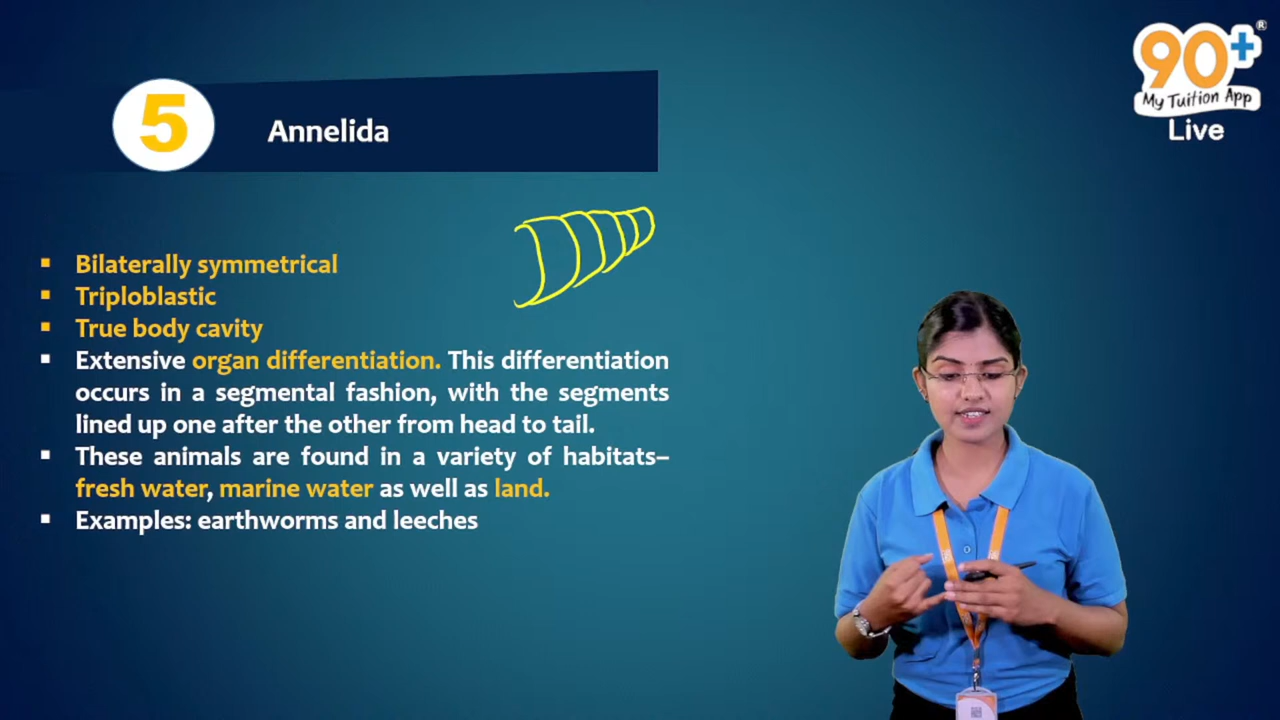 90+®
My Tuition App
Live
5
Annelida
▪ Bilaterally symmetrical
▪ Triploblastic
▪ True body cavity
▪ Extensive organ differentiation. This differentiation
occurs in a segmental fashion, with the segments
lined up one after the other from head to tail.
▪ These animals are found in a variety of habitats–
fresh water, marine water as well as land.
▪ Examples: earthworms and leeches